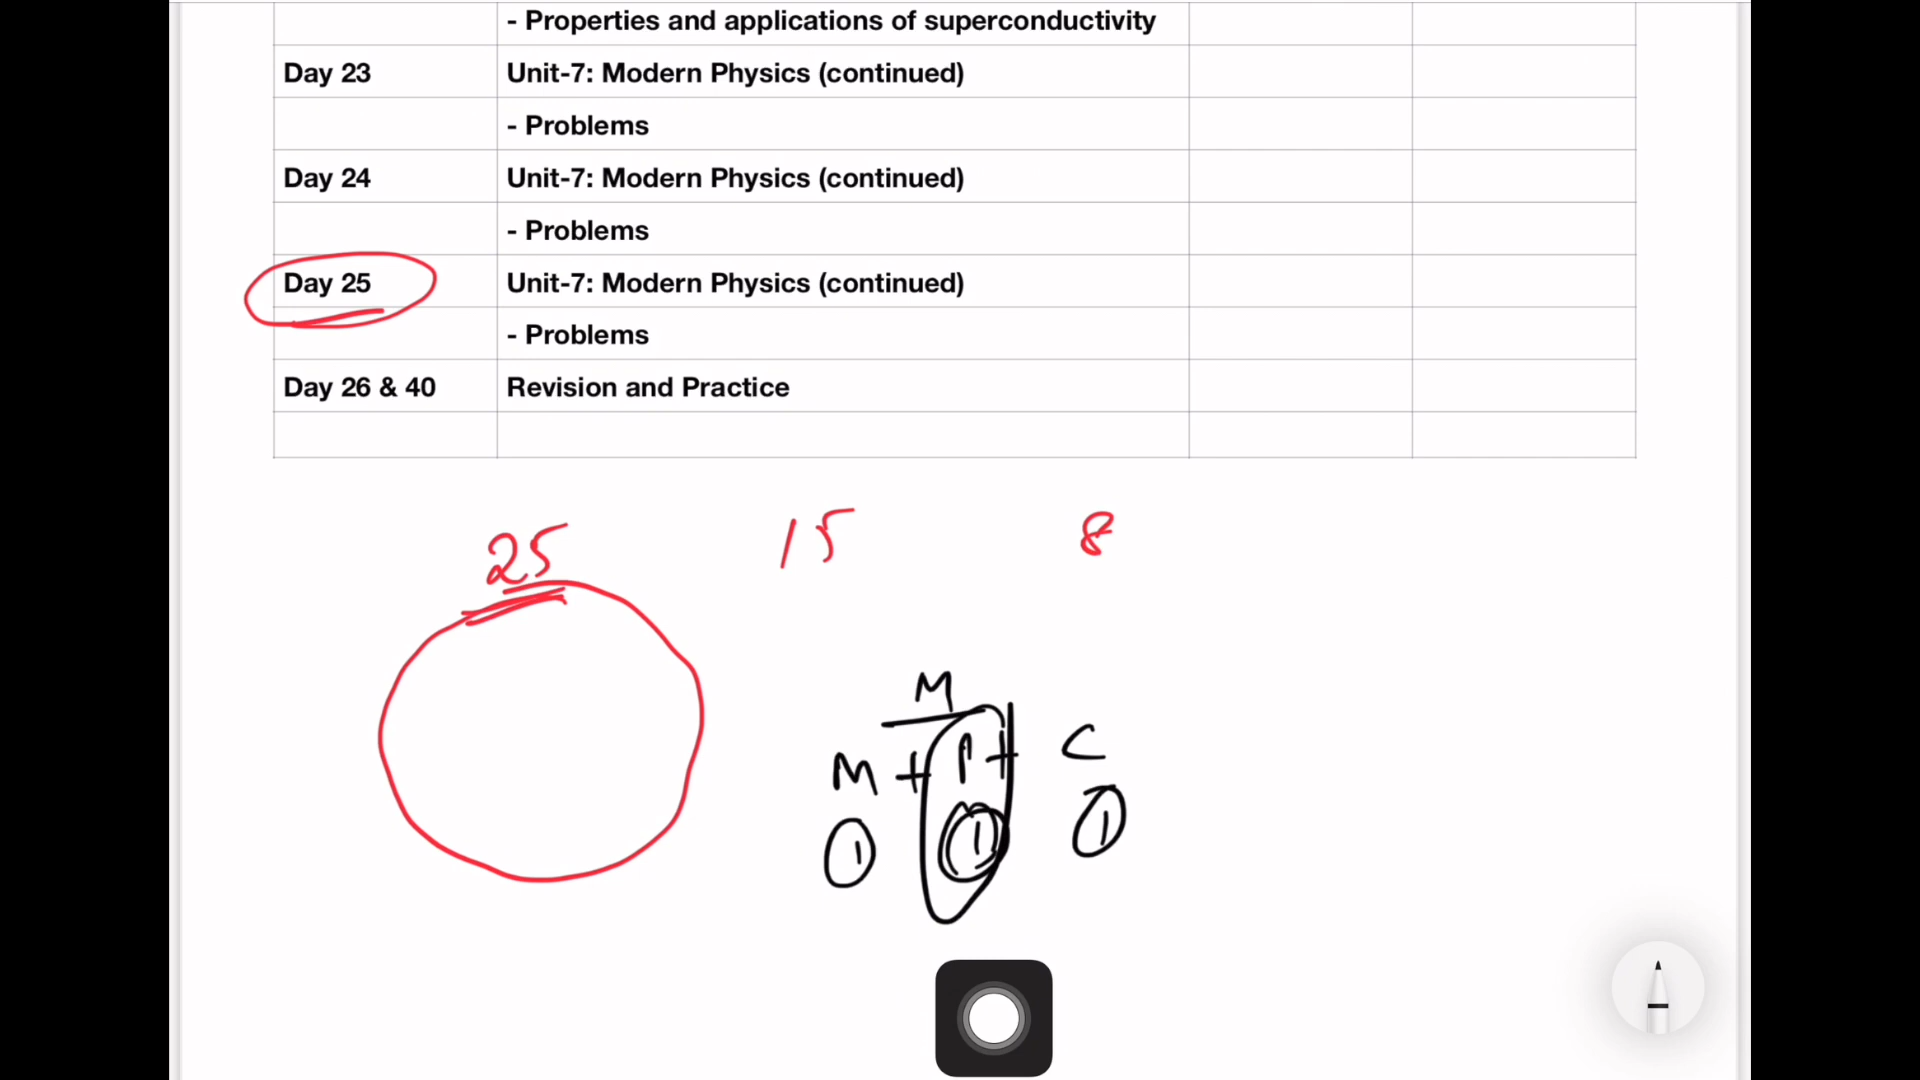 - Properties and applications of superconductivity
Day 23 Unit-7: Modern Physics (continued)
- Problems
Day 24 Unit-7: Modern Physics (continued)
- Problems
Day 25 Unit-7: Modern Physics (continued)
- Problems
Day 26 & 40 Revision and Practice
25 15 8
M
M + P + C
1 1 1